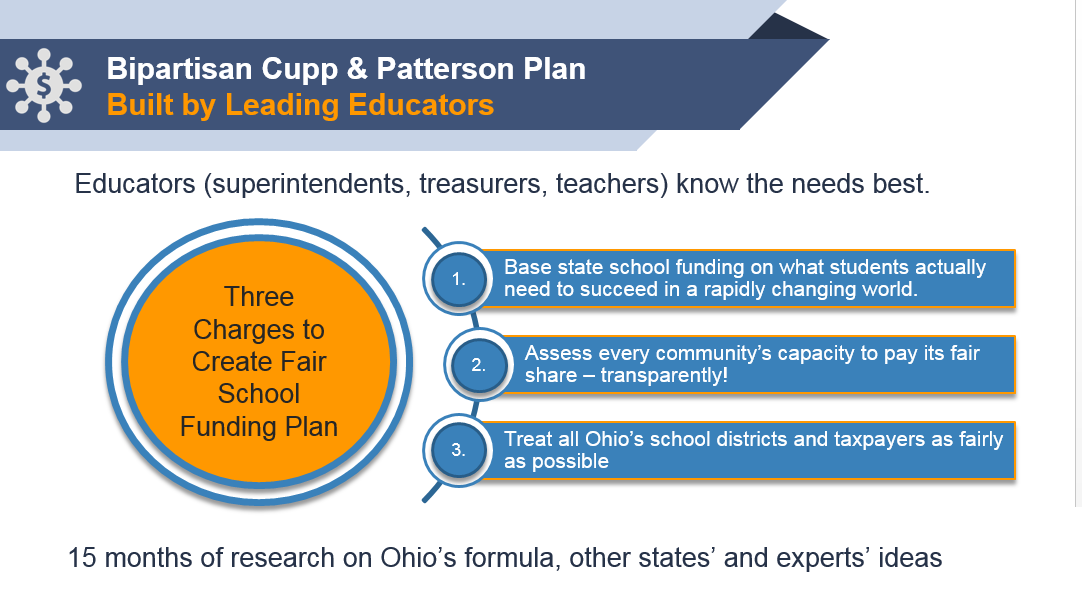 Bipartisan Cupp & Patterson Plan
Built by Leading Educators
Educators (superintendents, treasurers, teachers) know the needs best.
Three
Charges to
Create Fair
School
Funding Plan
1.
Base state school funding on what students actually
need to succeed in a rapidly changing world.
2.
Assess every community’s capacity to pay its fair
share – transparently!
3.
Treat all Ohio’s school districts and taxpayers as fairly
as possible
15 months of research on Ohio’s formula, other states’ and experts’ ideas